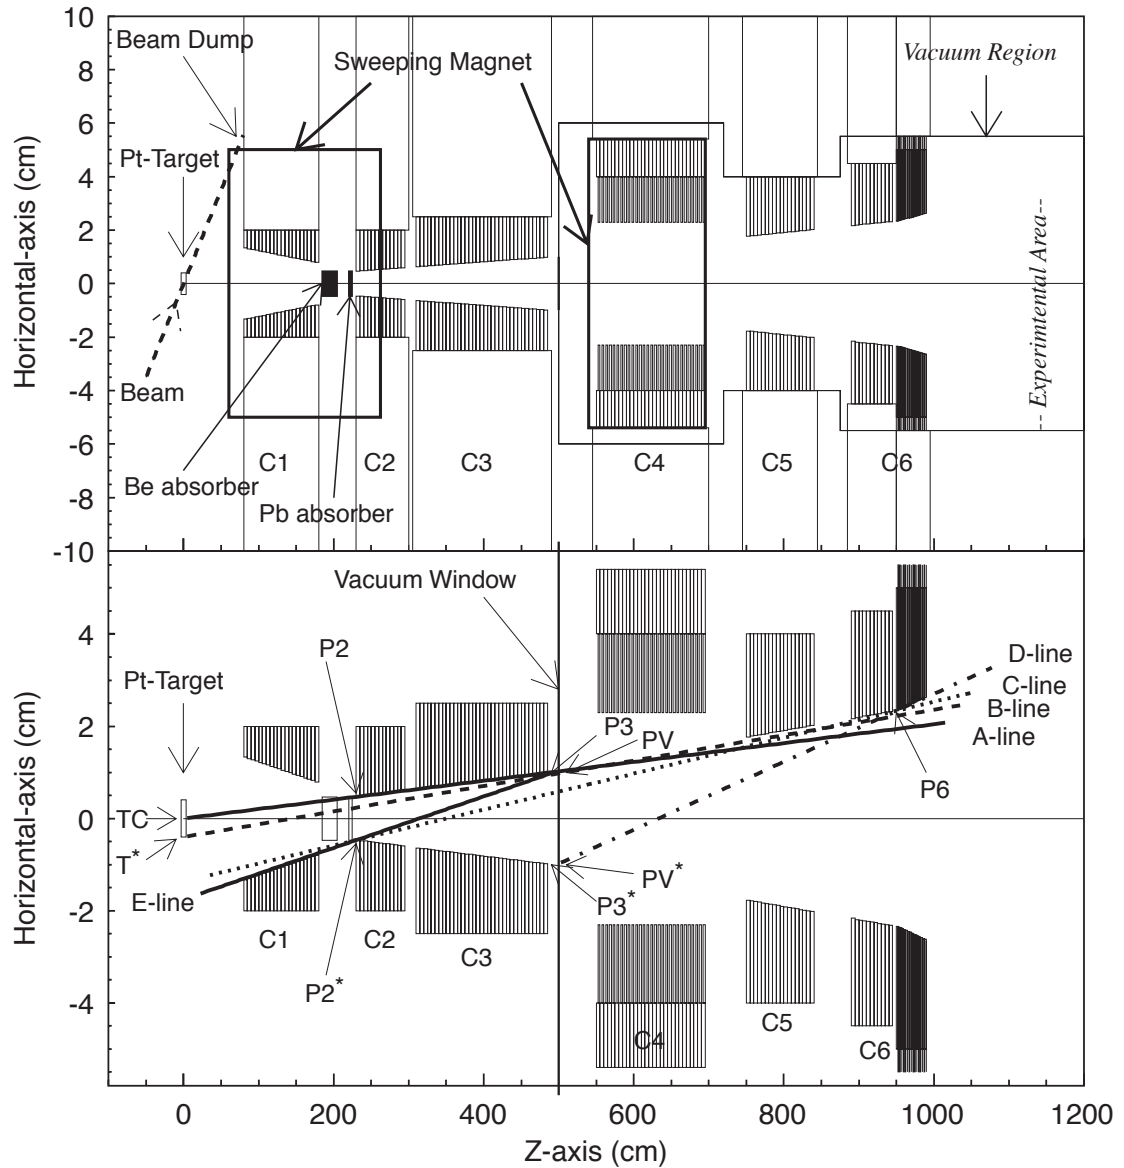 10
8
6
4
2
0
-2
-4
-6
-8
-10
Horizontal-axis (cm)
Beam Dump
Sweeping Magnet
Vacuum Region
Pt-Target
Beam
-- Experimtental Area--
C1
C2
C3
C4
C5
C6
Be absorber
Pb absorber
4
2
0
-2
-4
Horizontal-axis (cm)
Vacuum Window
P2
Pt-Target
D-line
C-line
B-line
A-line
P3
PV
P6
TC
T*
E-line
PV*
P3*
P2*
C1
C2
C3
C4
C5
C6
0
200
400
600
800
1000
1200
Z-axis (cm)